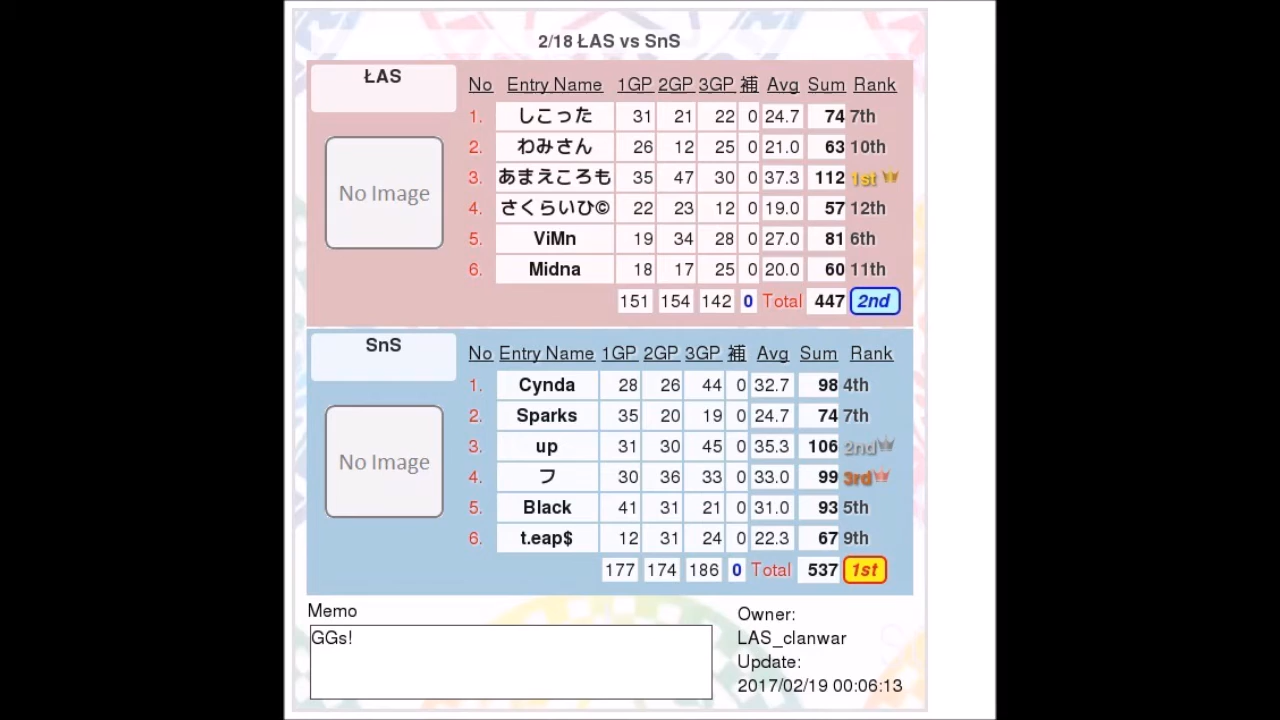 2/18 ŁAS vs SnS
ŁAS
No Image
No Entry Name 1GP 2GP 3GP 補 Avg Sum Rank
1. しこった 31 21 22 0 24.7 74 7th
2. わみさん 26 12 25 0 21.0 63 10th
3. あまえころも 35 47 30 0 37.3 112 1st
4. さくらいひ© 22 23 12 0 19.0 57 12th
5. ViMn 19 34 28 0 27.0 81 6th
6. Midna 18 17 25 0 20.0 60 11th
151 154 142 0 Total 447 2nd
SnS
No Image
No Entry Name 1GP 2GP 3GP 補 Avg Sum Rank
1. Cynda 28 26 44 0 32.7 98 4th
2. Sparks 35 20 19 0 24.7 74 7th
3. up 31 30 45 0 35.3 106 2nd
4. フ 30 36 33 0 33.0 99 3rd
5. Black 41 31 21 0 31.0 93 5th
6. t.eap$ 12 31 24 0 22.3 67 9th
177 174 186 0 Total 537 1st
Memo
GGs!
Owner:
LAS_clanwar
Update:
2017/02/19 00:06:13